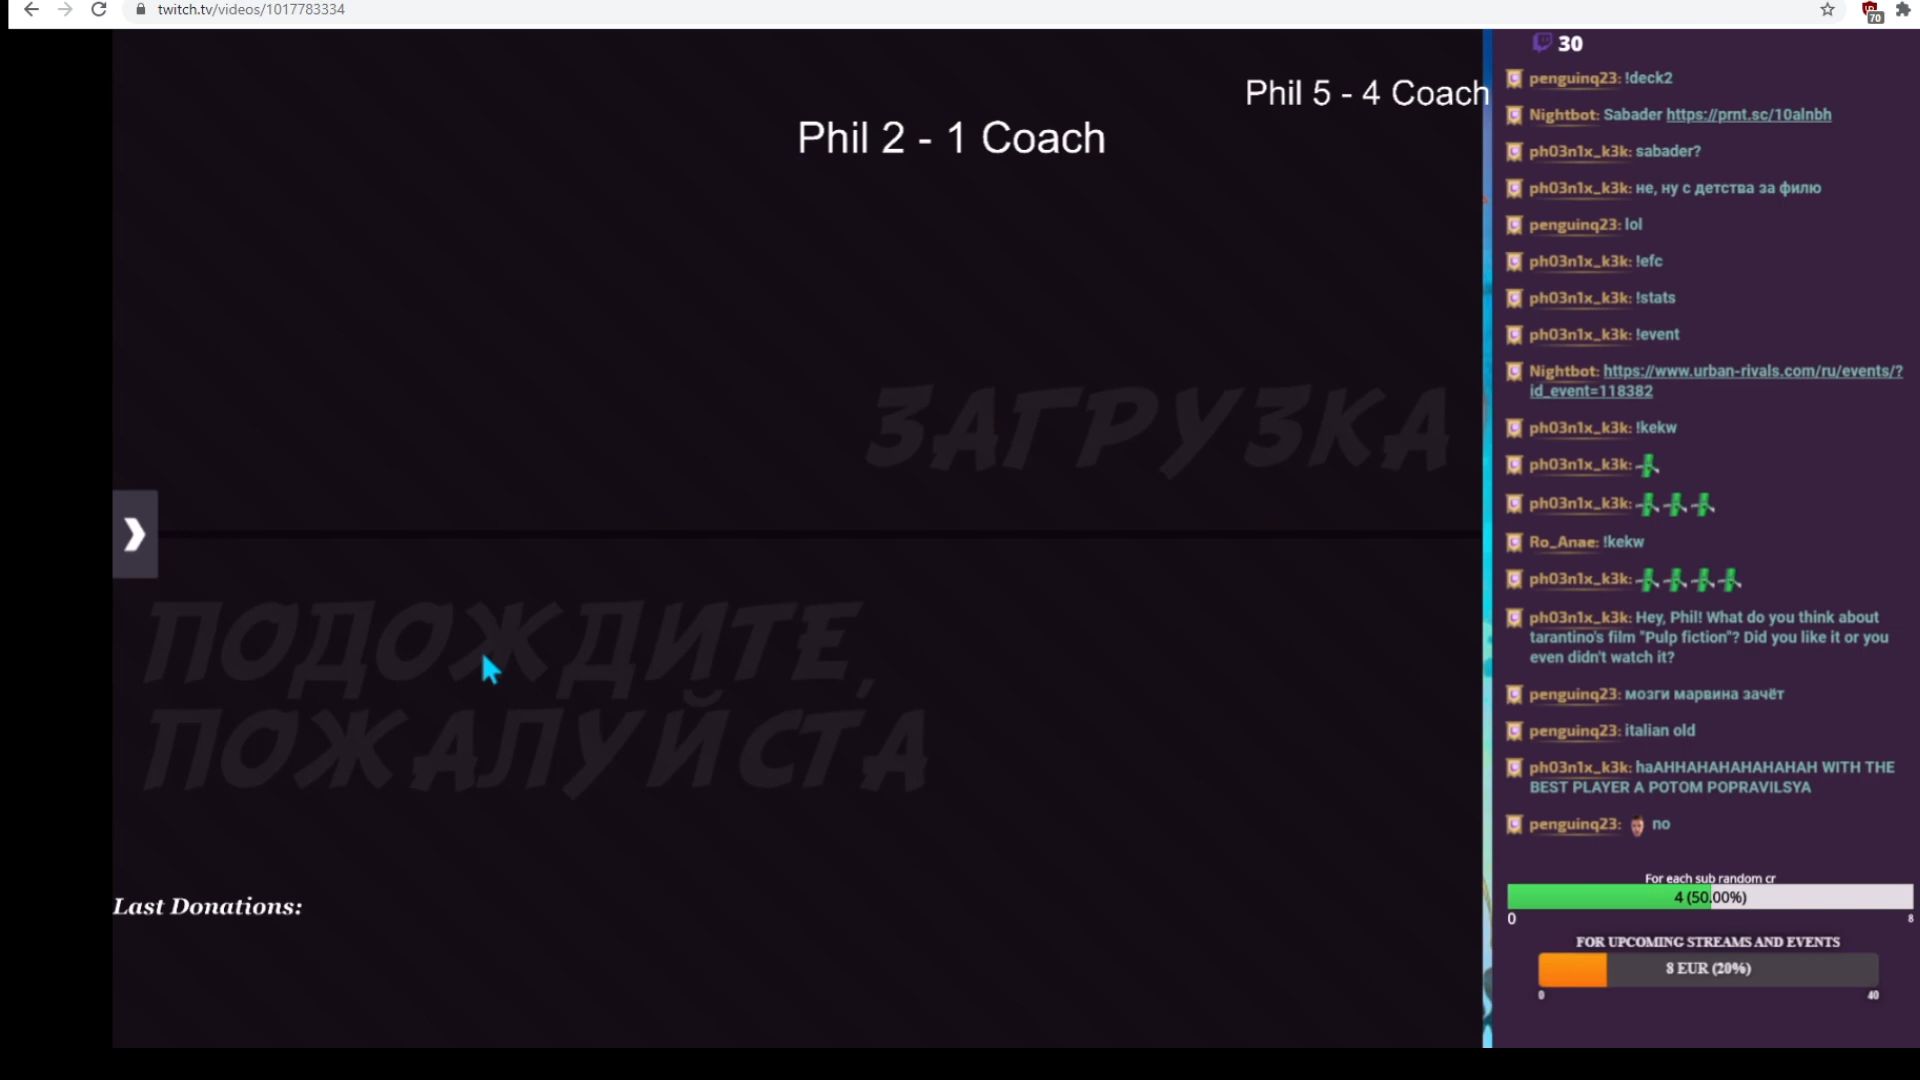 twitch.tv/videos/1017783334
70
Phil 5 - 4 Coach
Phil 2 - 1 Coach
ЗАГРУЗКА
ПОДОЖДИТЕ,
ПОЖАЛУЙСТА
Last Donations:
30
penguinq23: !deck2
Nightbot: Sabader https://prnt.sc/10alnbh
ph03n1x_k3k: sabader?
ph03n1x_k3k: не, ну с детства за филю
penguinq23: lol
ph03n1x_k3k: !efc
ph03n1x_k3k: !stats
ph03n1x_k3k: !event
Nightbot: https://www.urban-rivals.com/ru/events/?
id_event=118382
ph03n1x_k3k: !kekw
ph03n1x_k3k:
ph03n1x_k3k:
Ro_Anae: !kekw
ph03n1x_k3k:
ph03n1x_k3k: Hey, Phil! What do you think about
tarantino's film "Pulp fiction"? Did you like it or you
even didn't watch it?
penguinq23: мозги марвина зачёт
penguinq23: italian old
ph03n1x_k3k: haAHHAHAHAHAHAHAH WITH THE
BEST PLAYER A POTOM POPRAVILSYA
penguinq23: no
For each sub random cr
4 (50.00%)
0 8
FOR UPCOMING STREAMS AND EVENTS
8 EUR (20%)
0 40